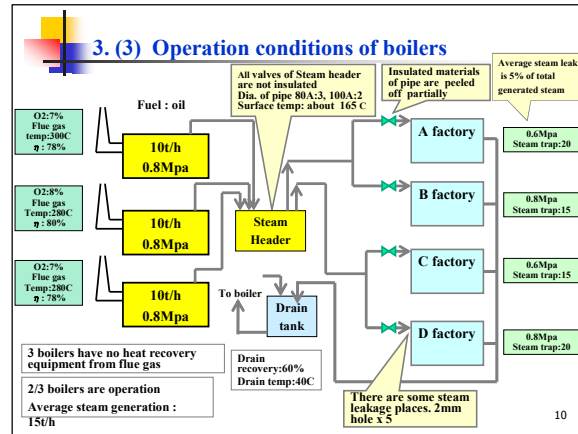 3. (3) Operation conditions of boilers
All valves of Steam header
are not insulated
Dia. of pipe 80A:3, 100A:2
Surface temp: about 165 C
Insulated materials
of pipe are peeled
off partially
Average steam leak
is 5% of total
generated steam
Fuel : oil
O2:7%
Flue gas
temp:300C
η : 78%
10t/h
0.8Mpa
O2:8%
Flue gas
Temp:280C
η : 80%
10t/h
0.8Mpa
O2:7%
Flue gas
Temp:280C
η : 78%
10t/h
0.8Mpa
Steam
Header
To boiler
Drain
tank
A factory
B factory
C factory
D factory
0.6Mpa
Steam trap:20
0.8Mpa
Steam trap:15
0.6Mpa
Steam trap:15
0.8Mpa
Steam trap:20
3 boilers have no heat recovery
equipment from flue gas
2/3 boilers are operation
Average steam generation :
15t/h
Drain
recovery:60%
Drain temp:40C
There are some steam
leakage places. 2mm
hole x 5
10